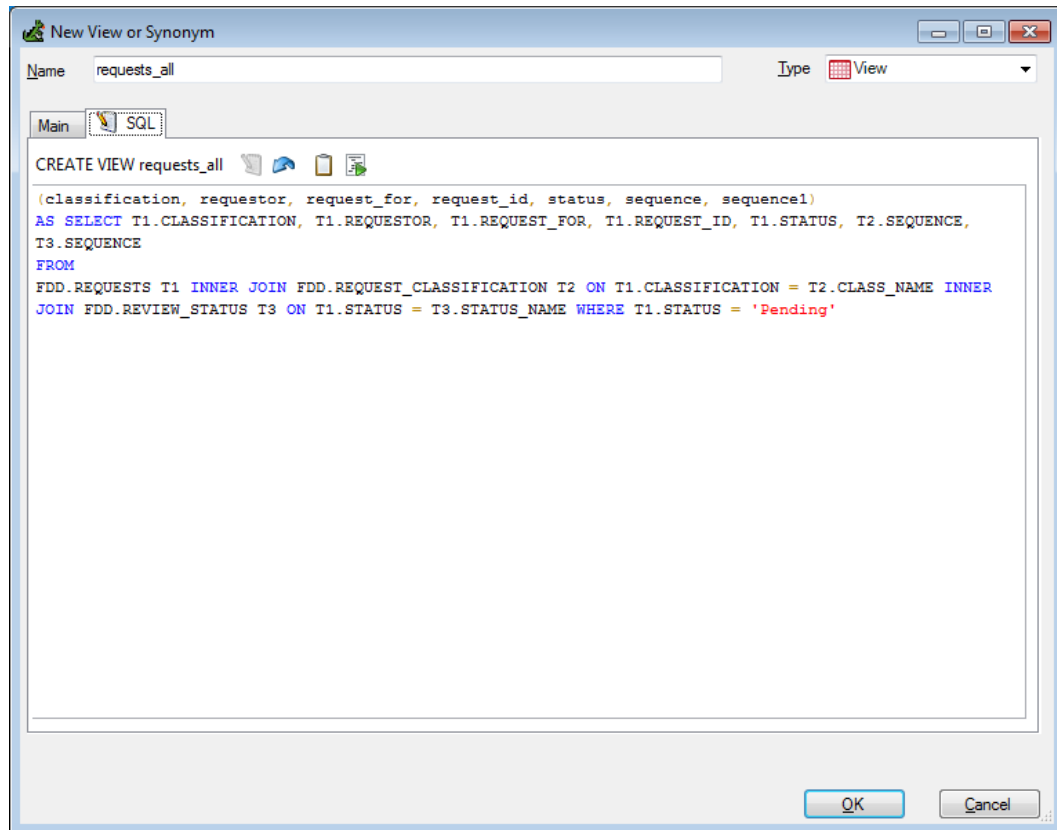 New View or Synonym
Name requests_all Type View
Main SQL
CREATE VIEW requests_all
(classification, requestor, request_for, request_id, status, sequence, sequence1)
AS SELECT T1.CLASSIFICATION, T1.REQUESTOR, T1.REQUEST_FOR, T1.REQUEST_ID, T1.STATUS, T2.SEQUENCE,
T3.SEQUENCE
FROM
FDD.REQUESTS T1 INNER JOIN FDD.REQUEST_CLASSIFICATION T2 ON T1.CLASSIFICATION = T2.CLASS_NAME INNER
JOIN FDD.REVIEW_STATUS T3 ON T1.STATUS = T3.STATUS_NAME WHERE T1.STATUS = 'Pending'
OK Cancel